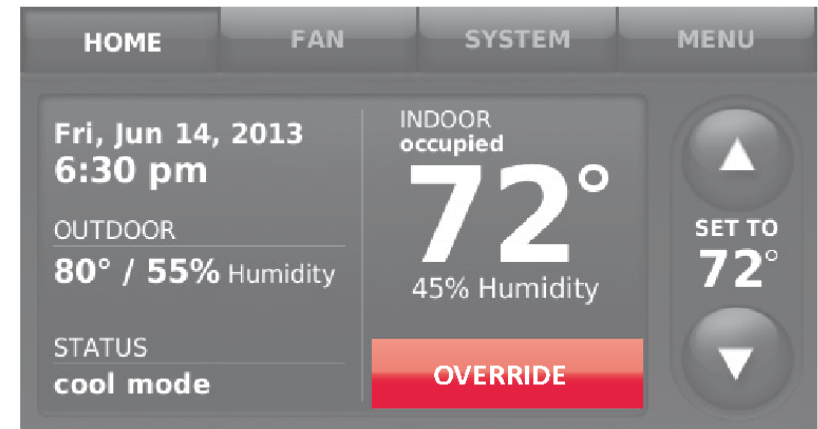 HOME FAN SYSTEM MENU
Fri, Jun 14, 2013
6:30 pm
OUTDOOR
80° / 55% Humidity
STATUS
cool mode
INDOOR
occupied
72°
45% Humidity
OVERRIDE
SET TO
72°